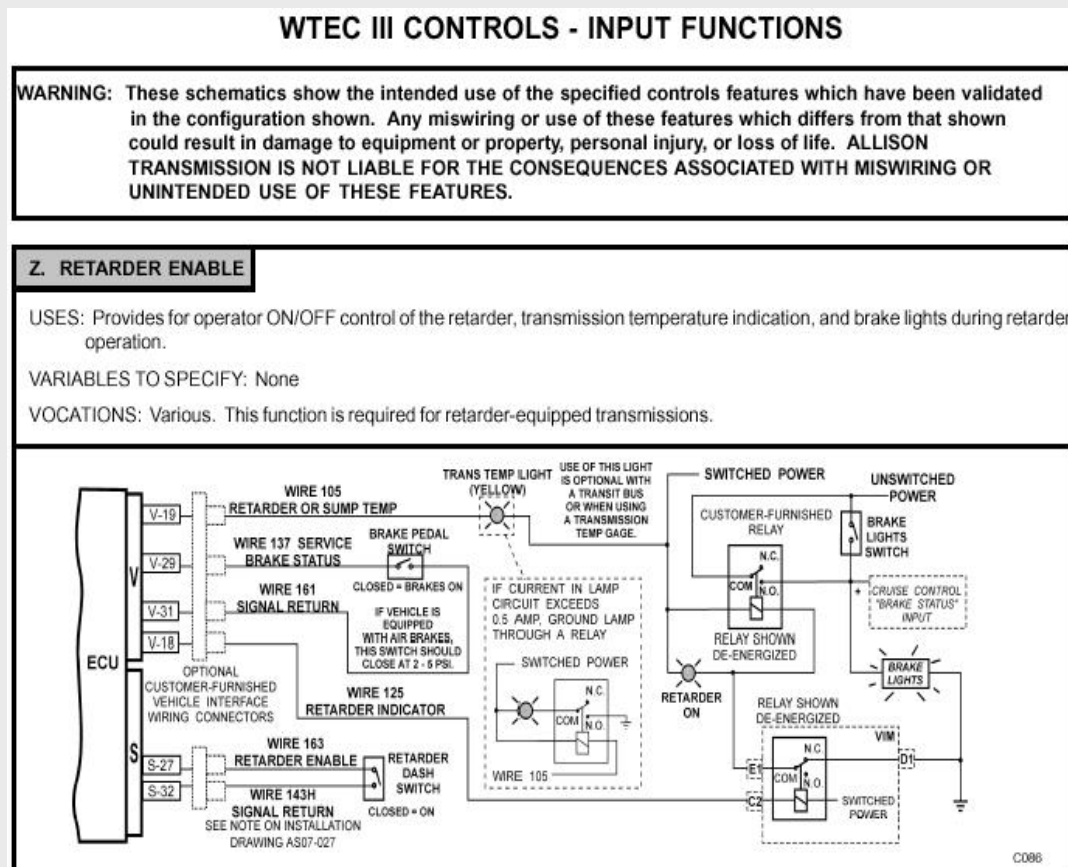 WTEC III CONTROLS - INPUT FUNCTIONS
WARNING: These schematics show the intended use of the specified controls features which have been validated
in the configuration shown. Any miswiring or use of these features which differs from that shown
could result in damage to equipment or property, personal injury, or loss of life. ALLISON
TRANSMISSION IS NOT LIABLE FOR THE CONSEQUENCES ASSOCIATED WITH MISWIRING OR
UNINTENDED USE OF THESE FEATURES.
Z. RETARDER ENABLE
USES: Provides for operator ON/OFF control of the retarder, transmission temperature indication, and brake lights during retarder
operation.
VARIABLES TO SPECIFY: None
VOCATIONS: Various. This function is required for retarder-equipped transmissions.
ECU
V
S
V-19
V-29
V-31
V-18
S-27
S-32
WIRE 105
RETARDER OR SUMP TEMP
WIRE 137 SERVICE
BRAKE STATUS
WIRE 161
SIGNAL RETURN
OPTIONAL
CUSTOMER-FURNISHED
VEHICLE INTERFACE
WIRING CONNECTORS
WIRE 125
RETARDER INDICATOR
WIRE 163
RETARDER ENABLE
WIRE 143H
SIGNAL RETURN
SEE NOTE ON INSTALLATION
DRAWING AS07-027
RETARDER
DASH
SWITCH
CLOSED = ON
BRAKE PEDAL
SWITCH
CLOSED = BRAKES ON
IF VEHICLE IS
EQUIPPED
WITH AIR BRAKES,
THIS SWITCH SHOULD
CLOSE AT 2 - 5 PSI.
TRANS TEMP LIGHT
(YELLOW)
USE OF THIS LIGHT
IS OPTIONAL WITH
A TRANSIT BUS
OR WHEN USING
A TRANSMISSION
TEMP GAGE.
IF CURRENT IN LAMP
CIRCUIT EXCEEDS
0.5 AMP, GROUND LAMP
THROUGH A RELAY
SWITCHED POWER
N.C.
COM
N.O.
WIRE 105
SWITCHED POWER
UNSWITCHED
POWER
CUSTOMER-FURNISHED
RELAY
N.C.
COM
N.O.
RELAY SHOWN
DE-ENERGIZED
BRAKE
LIGHTS
SWITCH
+
CRUISE CONTROL
"BRAKE STATUS"
INPUT
BRAKE
LIGHTS
RETARDER
ON
RELAY SHOWN
DE-ENERGIZED
VIM
E1
C2
D1
N.C.
COM
N.O.
SWITCHED
POWER
C086